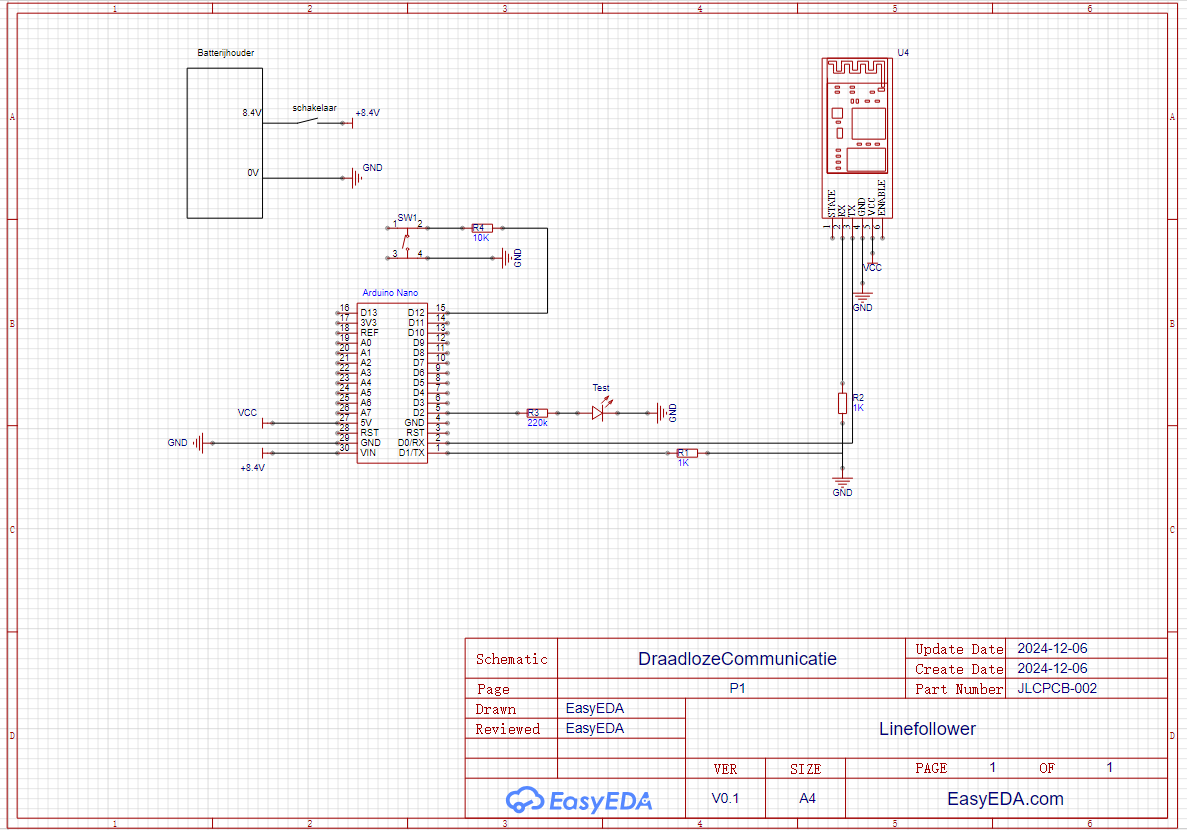 1 2 3 4 5 6
Batterijhouder
U4
8.4V
schakelaar
+8.4V
A
A
0V
GND
STATE
RX
TX
GND
VCC
ENABLE
1 2 3 4 5 6
SW1
1 2
R4
10K
3 4
GND
VCC
GND
Arduino Nano
B
B
16 D13 D12 15
17 3V3 D11 14
18 REF D10 13
19 A0 D9 12
20 A1 D8 11
21 A2 D7 10
22 A3 D6 9
23 A4 D5 8
24 A5 D4 7
25 A6 D3 6
26 A7 D2 5
27 5V GND 4
28 RST RST 3
29 GND D0/RX 2
30 VIN D1/TX 1
VCC
GND
+8.4V
R3
220k
Test
GND
R2
1K
R1
1K
GND
C
C
Schematic
DraadlozeCommunicatie
Update Date 2024-12-06
Create Date 2024-12-06
Page
P1
Part Number JLCPCB-002
Drawn EasyEDA
Reviewed EasyEDA
Linefollower
D
D
VER SIZE PAGE 1 OF 1
EasyEDA
V0.1 A4 EasyEDA.com
1 2 3 4 5 6